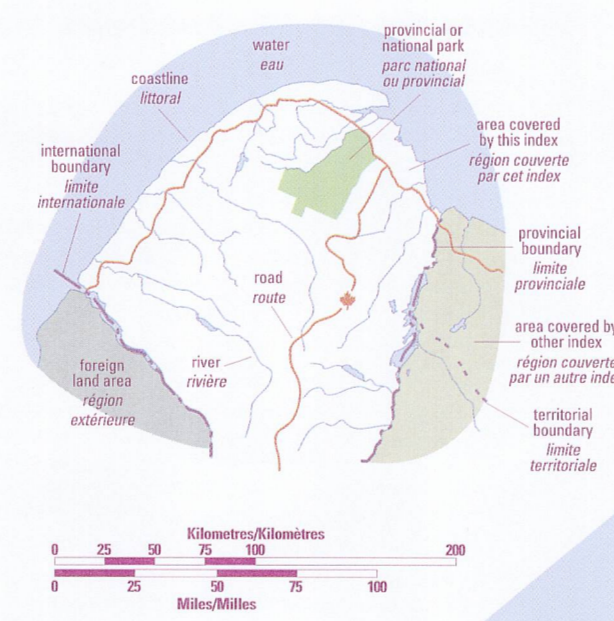 provincial or
national park
parc national
ou provincial
water
eau
coastline
littoral
area covered
by this index
région couverte
par cet index
international
boundary
limite
internationale
provincial
boundary
limite
provinciale
road
route
area covered by
other index
région couverte
par un autre inde
foreign
land area
région
extérieure
river
rivière
territorial
boundary
limite
territoriale
Kilometres/Kilomètres
0 25 50 75 100 200
0 25 50 75 100
Miles/Milles